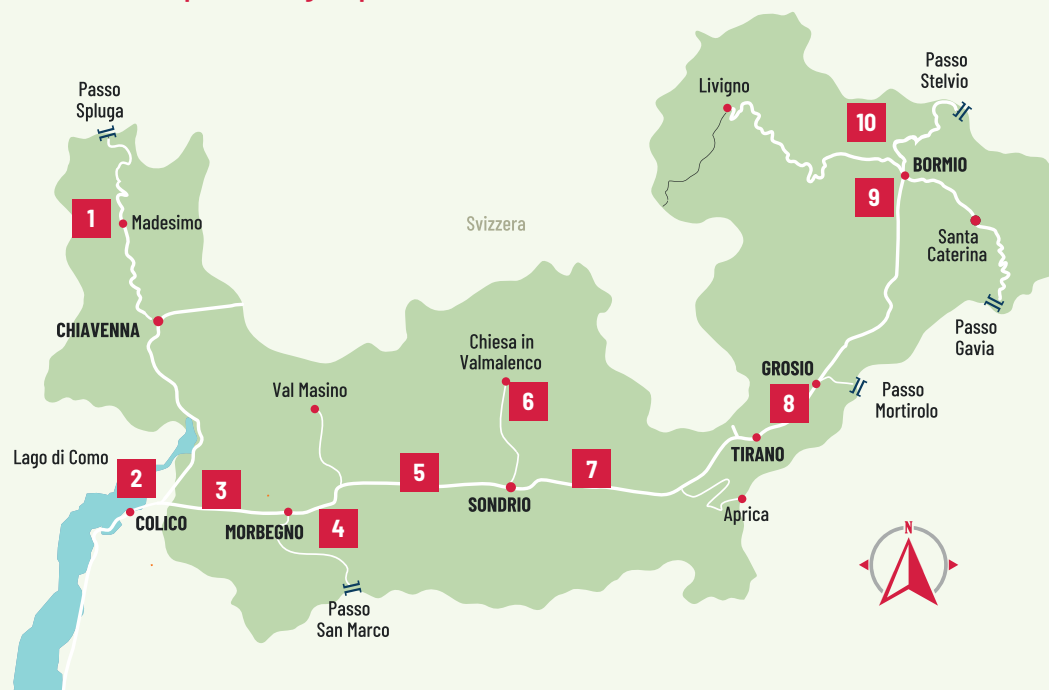 Passo
Spluga
1
Madesimo
CHIAVENNA
Svizzera
Livigno
Passo
Stelvio
10
BORMIO
9
Santa
Caterina
Passo
Gavia
Chiesa in
Valmalenco
6
Val Masino
GROSIO
8
Passo
Mortirolo
TIRANO
Lago di Como
2
3
COLICO
MORBEGNO
4
5
SONDRIO
7
Aprica
Passo
San Marco
N